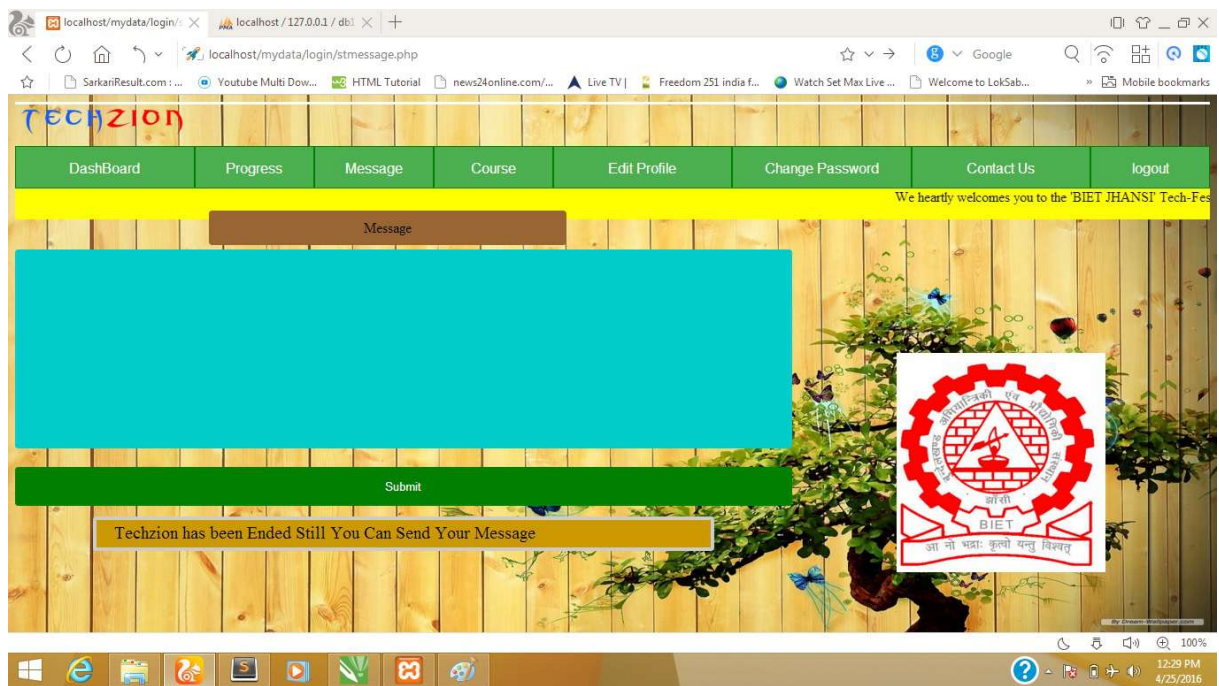 localhost/mydata/login/s
localhost / 127.0.0.1 / db1
localhost/mydata/login/stmessage.php
Google
SarkariResult.com : ...
Youtube Multi Dow...
HTML Tutorial
news24online.com/...
Live TV |
Freedom 251 india f...
Watch Set Max Live ...
Welcome to LokSab...
» Mobile bookmarks
TECHZION
DashBoard
Progress
Message
Course
Edit Profile
Change Password
Contact Us
logout
We heartly welcomes you to the 'BIET JHANSI' Tech-Fes
Message
Submit
Techzion has been Ended Still You Can Send Your Message
बुन्देलखण्ड अभियान्त्रिकी एवं प्रौद्योगिकी संस्थान
झाँसी
BIET
आ नो भद्राः कृत्वो यन्तु विश्वतः
By Dream-Wallpaper.com
100%
12:29 PM
4/25/2016